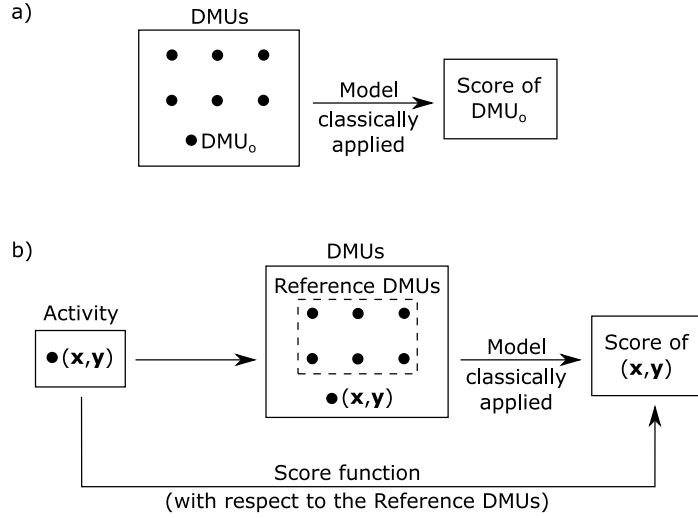 a)
DMUs
DMUₒ
Model
classically
applied
Score of
DMUₒ
b)
Activity
(x,y)
DMUs
Reference DMUs
(x,y)
Model
classically
applied
Score of
(x,y)
Score function
(with respect to the Reference DMUs)